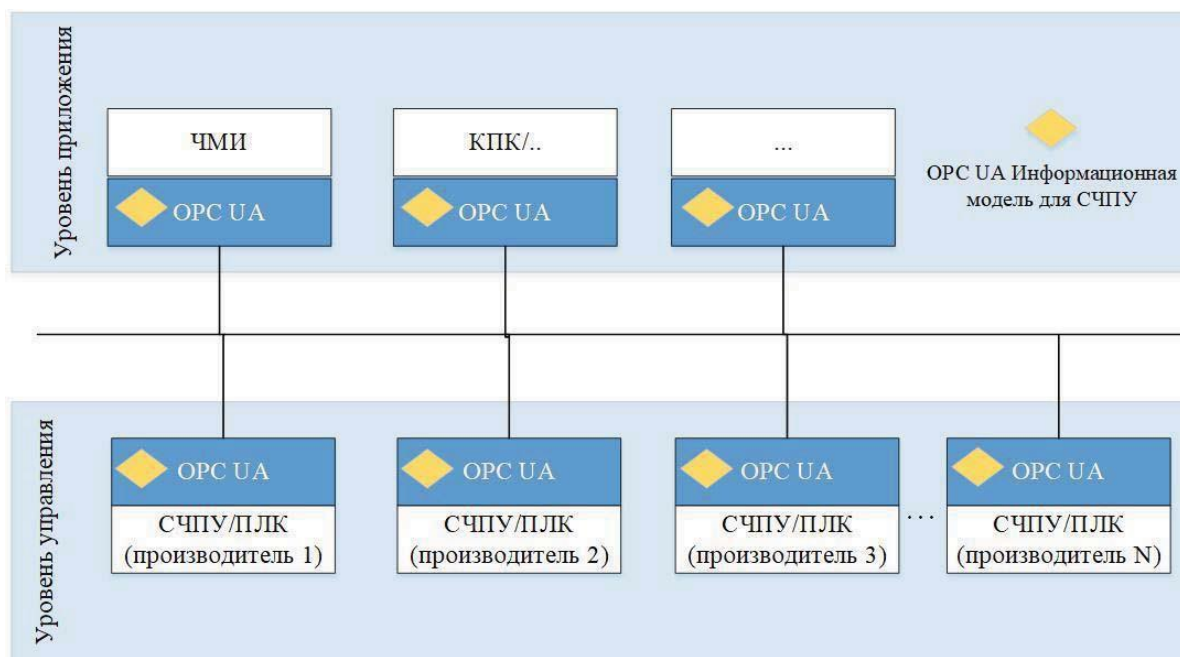 Уровень приложения
ЧМИ
КПК/..
...
OPC UA
OPC UA
OPC UA
OPC UA Информационная
модель для СЧПУ
Уровень управления
OPC UA
OPC UA
OPC UA
OPC UA
СЧПУ/ПЛК
(производитель 1)
СЧПУ/ПЛК
(производитель 2)
СЧПУ/ПЛК
(производитель 3)
...
СЧПУ/ПЛК
(производитель N)